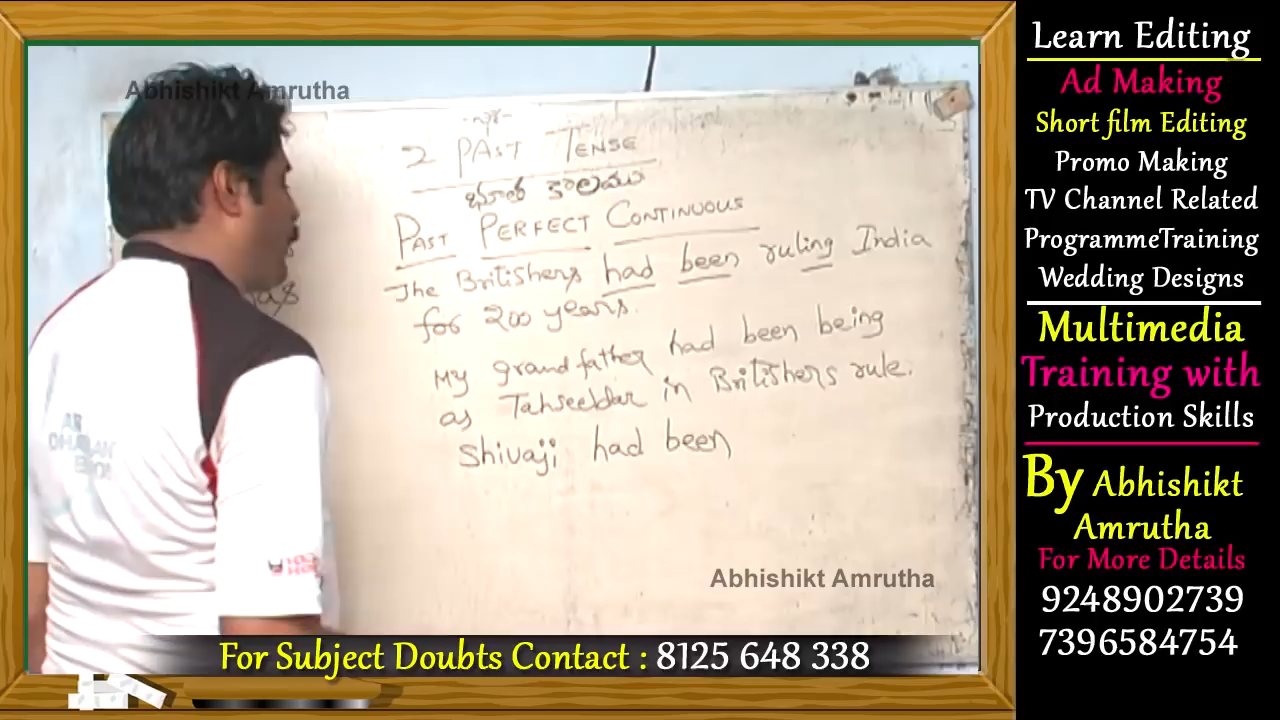 Abhishikt Amrutha
2 PAST TENSE
భూత కాలము
PAST PERFECT CONTINUOUS
The Britishers had been ruling India
for 200 years.
My grand father had been being
as Tahseeldar in Britishers rule.
Shivaji had been
Abhishikt Amrutha
For Subject Doubts Contact : 8125 648 338
Learn Editing
Ad Making
Short film Editing
Promo Making
TV Channel Related
ProgrammeTraining
Wedding Designs
Multimedia
Training with
Production Skills
By Abhishikt
Amrutha
For More Details
9248902739
7396584754